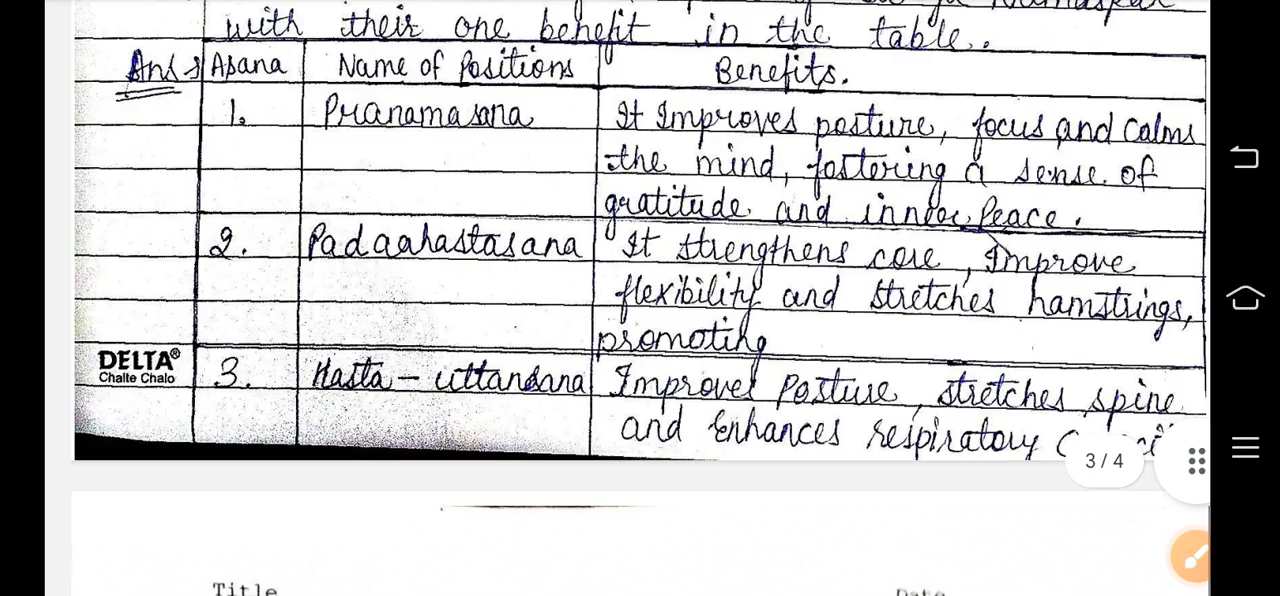 with their one benefit in the table.
Ans Asana Name of Positions Benefits.
1. Pranamasana It Improves posture, focus and Calms
the mind, fostering a sense of
gratitude and inner Peace.
2. Padaahastasana It strengthens core, Improve
flexibility and stretches hamstrings,
promoting
DELTA®
Chalte Chalo
3. Hasta - uttanasana Improves Posture, stretches spine
and Enhances respiratory
3 / 4
Title Date